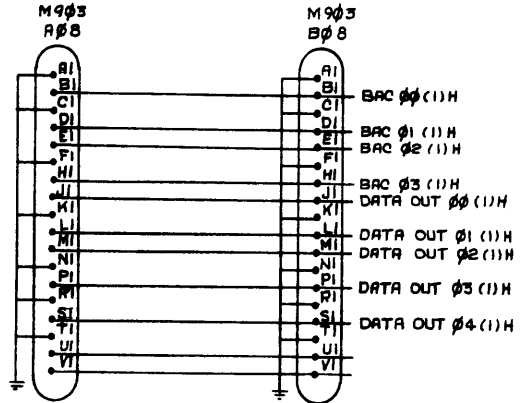 M9Ø3 M9Ø3
AØ8 BØ8
A1 A1
B1 B1 BAC ØØ (1) H
C1 C1
D1 D1 BAC Ø1 (1) H
E1 E1 BAC Ø2 (1) H
F1 F1
H1 H1 BAC Ø3 (1) H
J1 J1 DATA OUT ØØ (1) H
K1 K1
L1 L1 DATA OUT Ø1 (1) H
M1 M1 DATA OUT Ø2 (1) H
N1 N1
P1 P1 DATA OUT Ø3 (1) H
R1 R1
S1 S1 DATA OUT Ø4 (1) H
T1 T1
U1 U1
V1 V1